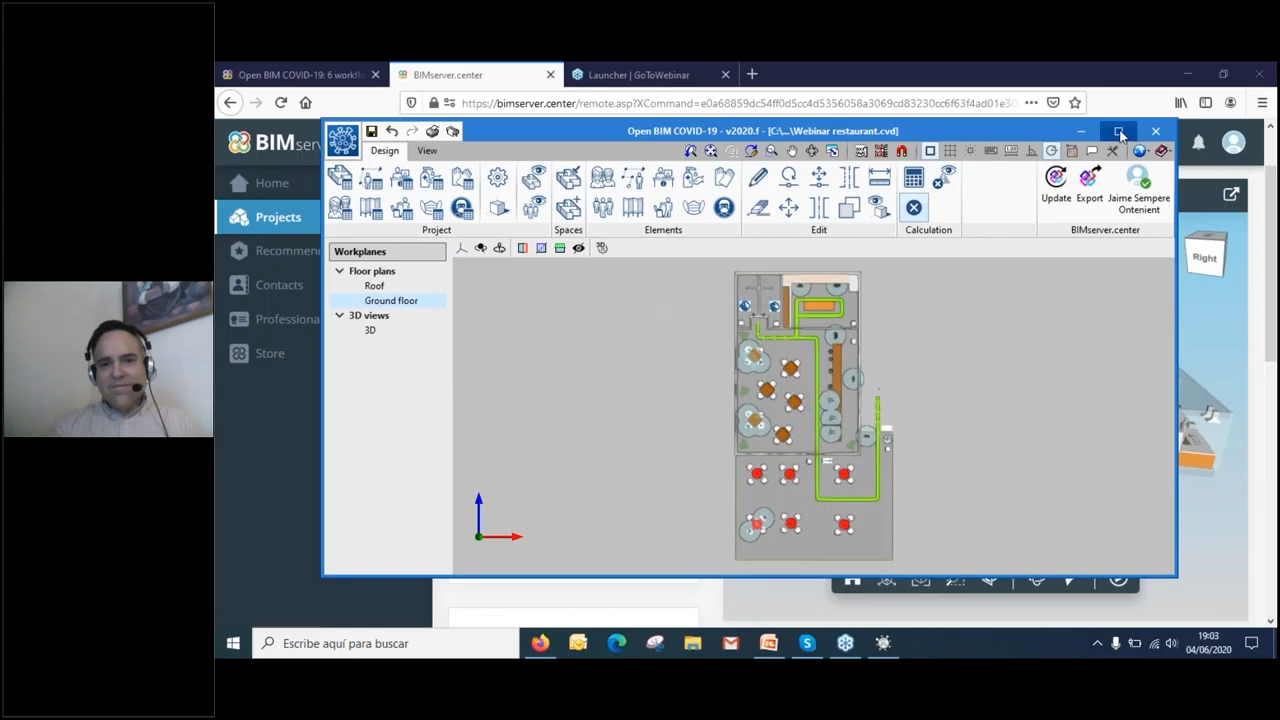 Open BIM COVID-19: 6 workfl
BIMserver.center
Launcher | GoToWebinar
https://bimserver.center/remote.asp?XCommand=e0a68859dc54ff0d5cc4d5356058a3069cd83230cc6f63f4ad01e30
BIMserv
Open BIM COVID-19 - v2020.f - [C:\...\Webinar restaurant.cvd]
Design
View
Home
Projects
Recommen
Contacts
Professiona
Store
Update
Export
Jaime Sempere
Ontenient
Project
Spaces
Elements
Edit
Calculation
BIMserver.center
Workplanes
Floor plans
Roof
Ground floor
3D views
3D
Right
Escribe aquí para buscar
19:03
04/06/2020